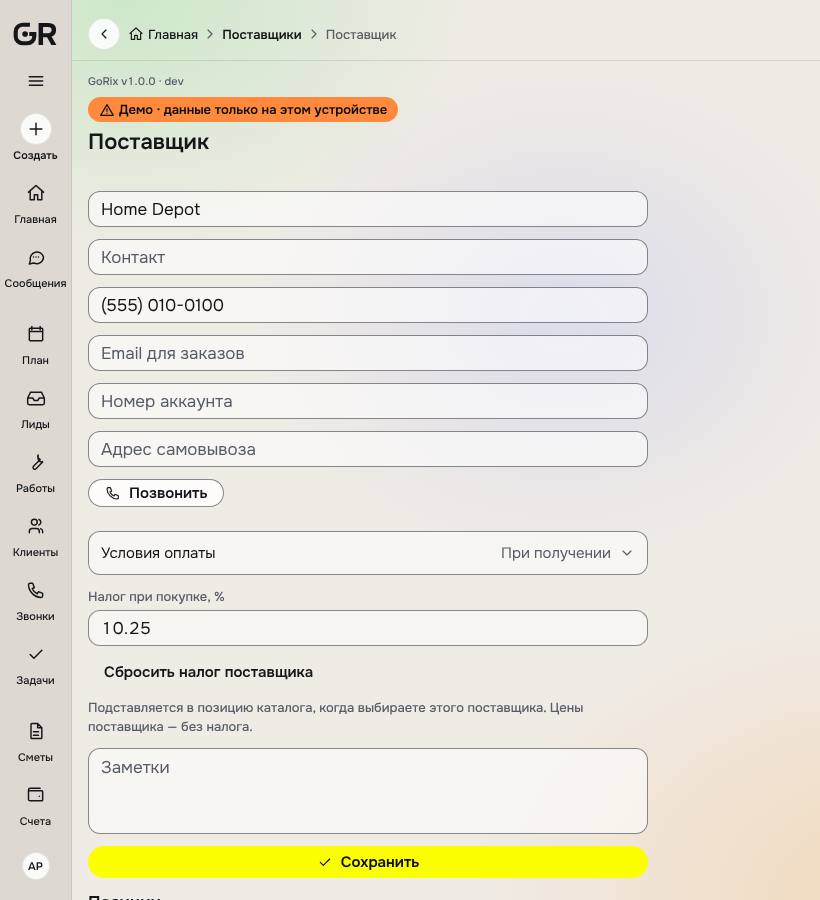 GR
Главная
Поставщики
Поставщик
GoRix v1.0.0 · dev
Демо · данные только на этом устройстве
Поставщик
Создать
Главная
Сообщения
План
Лиды
Работы
Клиенты
Звонки
Задачи
Сметы
Счета
AP
Home Depot
Контакт
(555) 010-0100
Email для заказов
Номер аккаунта
Адрес самовывоза
Позвонить
Условия оплаты При получении
Налог при покупке, %
10.25
Сбросить налог поставщика
Подставляется в позицию каталога, когда выбираете этого поставщика. Цены
поставщика — без налога.
Заметки
Сохранить